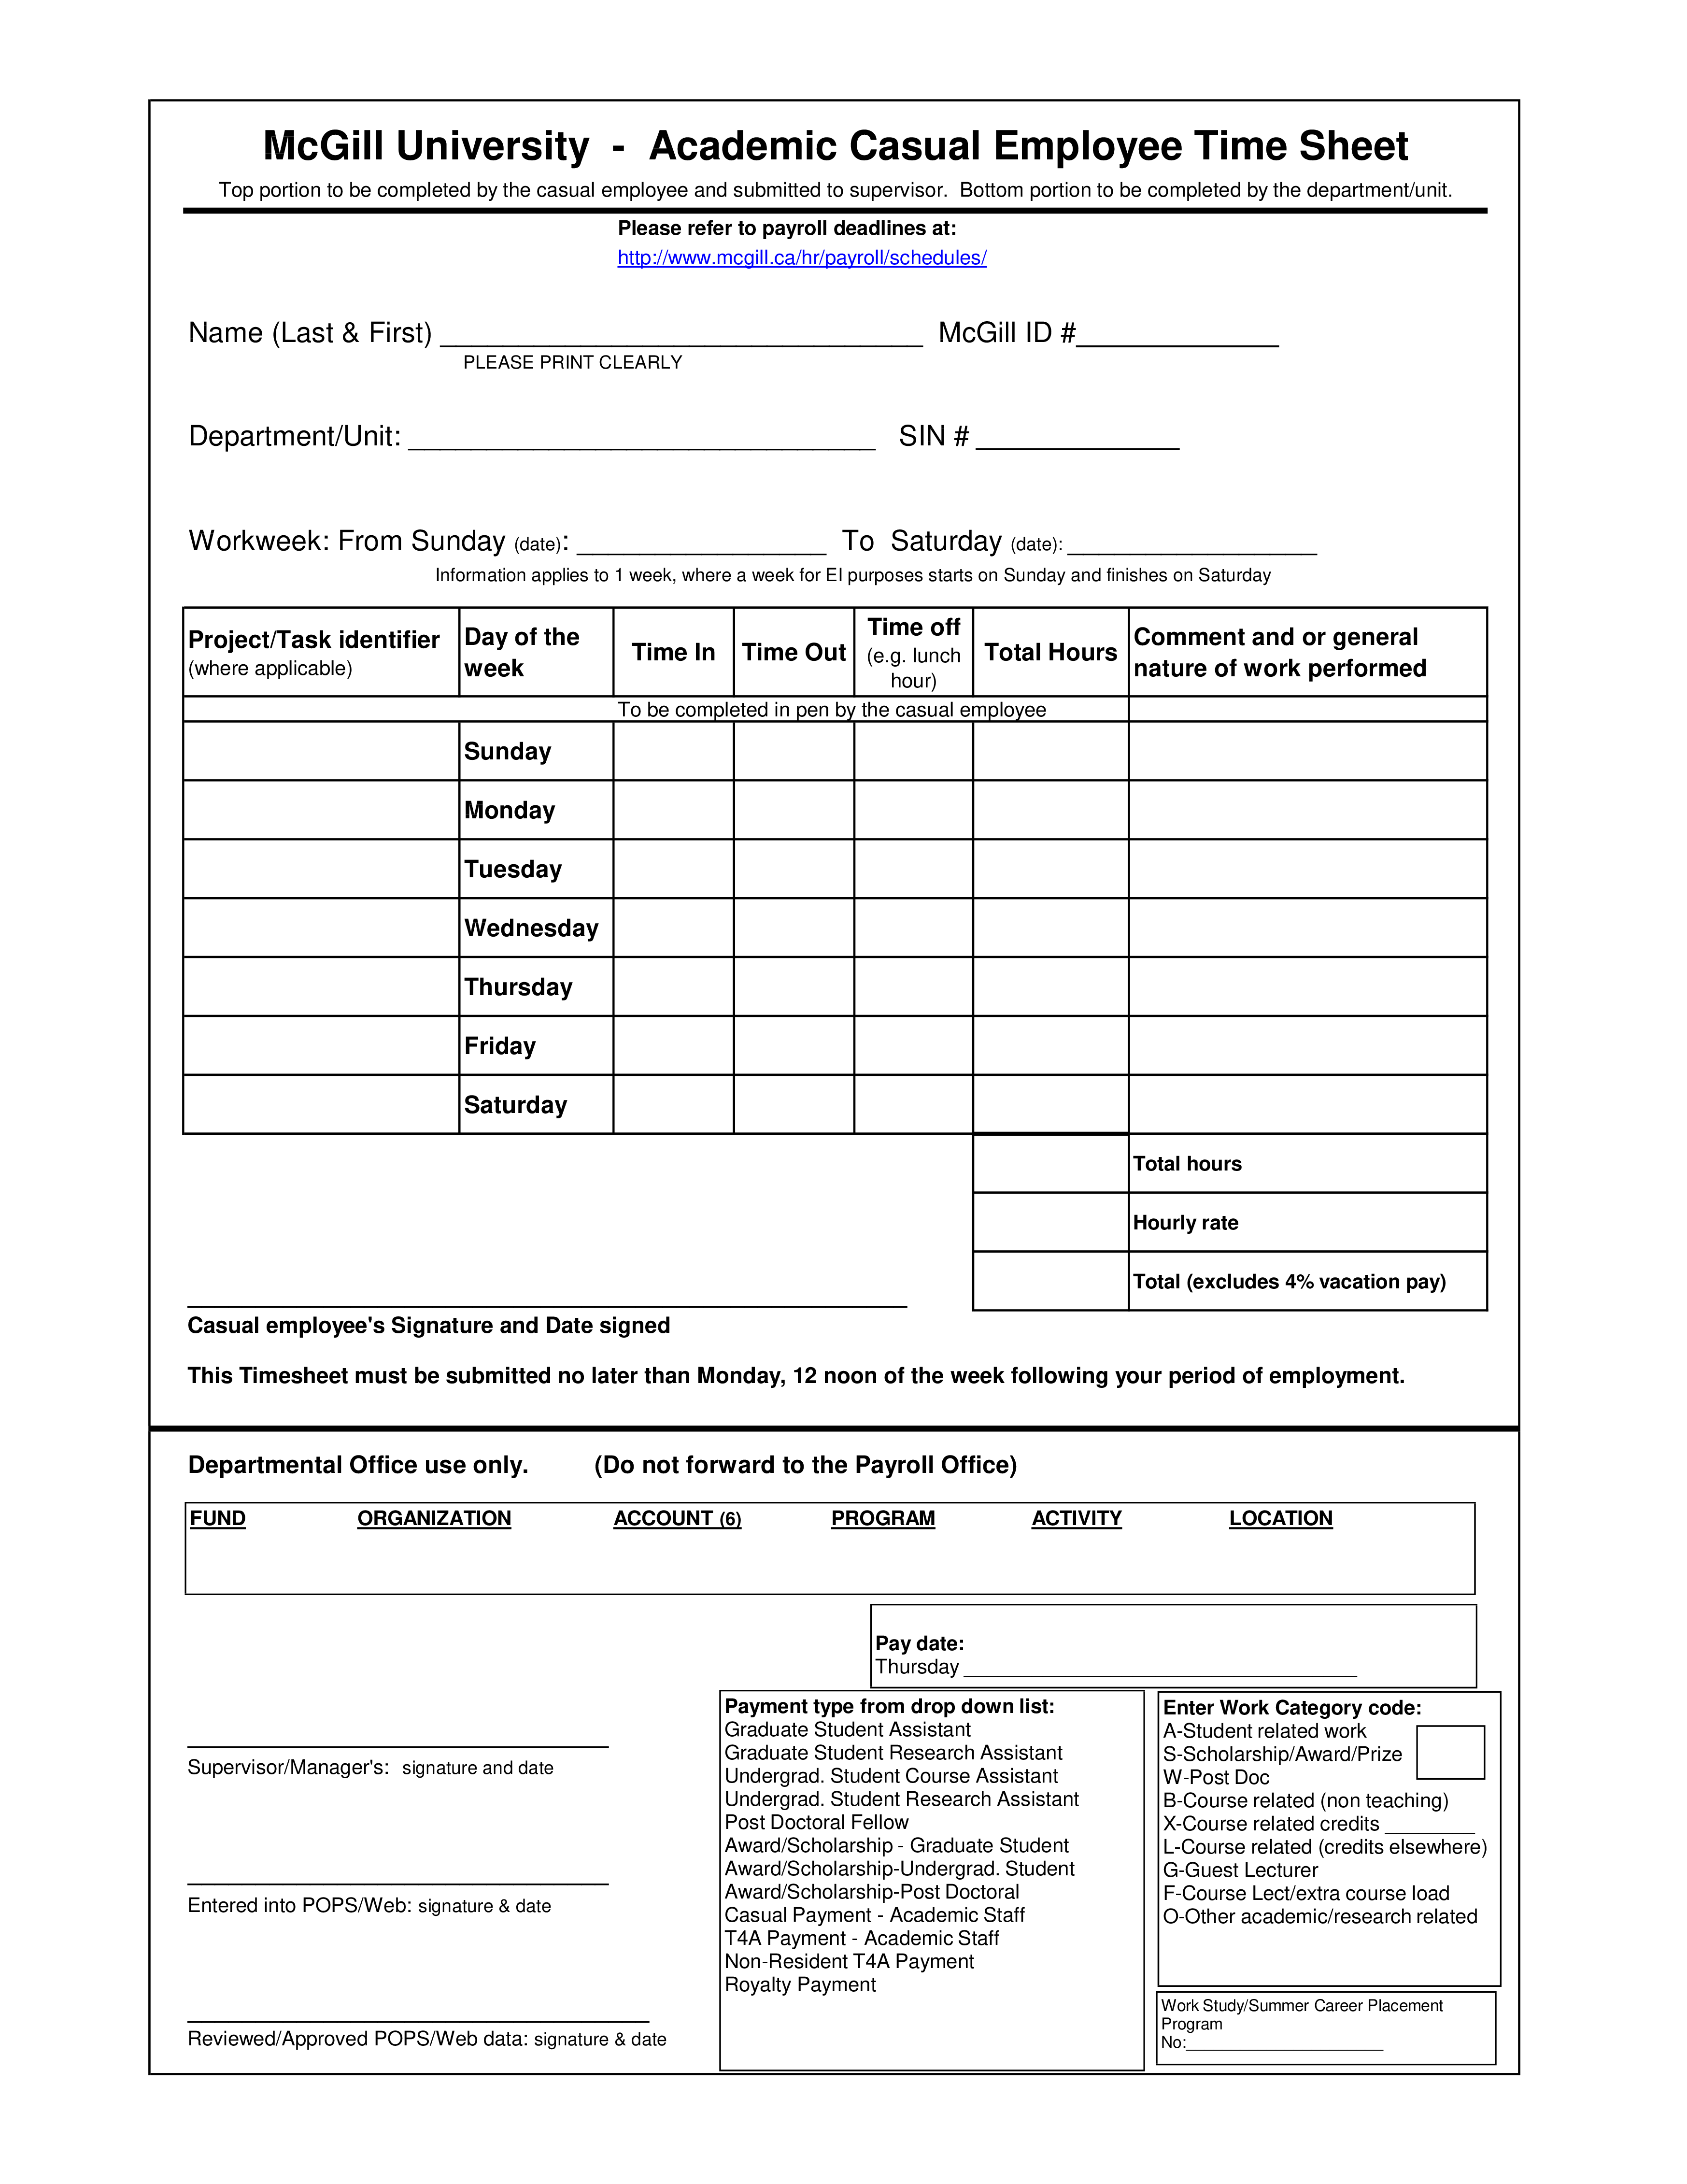 McGill University - Academic Casual Employee Time Sheet
Top portion to be completed by the casual employee and submitted to supervisor. Bottom portion to be completed by the department/unit.
Please refer to payroll deadlines at:
http://www.mcgill.ca/hr/payroll/schedules/
Name (Last & First) _______________________________ McGill ID #_____________
PLEASE PRINT CLEARLY
Department/Unit: ______________________________ SIN # _____________
Workweek: From Sunday (date): ________________ To Saturday (date): ________________
Information applies to 1 week, where a week for EI purposes starts on Sunday and finishes on Saturday
Project/Task identifier (where applicable) Day of the week Time In Time Out Time off (e.g. lunch hour) Total Hours Comment and or general nature of work performed
To be completed in pen by the casual employee
Sunday
Monday
Tuesday
Wednesday
Thursday
Friday
Saturday
Total hours
Hourly rate
Total (excludes 4% vacation pay)
Casual employee's Signature and Date signed
This Timesheet must be submitted no later than Monday, 12 noon of the week following your period of employment.
Departmental Office use only. (Do not forward to the Payroll Office)
FUND ORGANIZATION ACCOUNT (6) PROGRAM ACTIVITY LOCATION
Pay date:
Thursday ___________________________________
Supervisor/Manager's: signature and date
Entered into POPS/Web: signature & date
Reviewed/Approved POPS/Web data: signature & date
Payment type from drop down list:
Graduate Student Assistant
Graduate Student Research Assistant
Undergrad. Student Course Assistant
Undergrad. Student Research Assistant
Post Doctoral Fellow
Award/Scholarship - Graduate Student
Award/Scholarship-Undergrad. Student
Award/Scholarship-Post Doctoral
Casual Payment - Academic Staff
T4A Payment - Academic Staff
Non-Resident T4A Payment
Royalty Payment
Enter Work Category code:
A-Student related work
S-Scholarship/Award/Prize
W-Post Doc
B-Course related (non teaching)
X-Course related credits ________
L-Course related (credits elsewhere)
G-Guest Lecturer
F-Course Lect/extra course load
O-Other academic/research related
Work Study/Summer Career Placement
Program
No:____________________